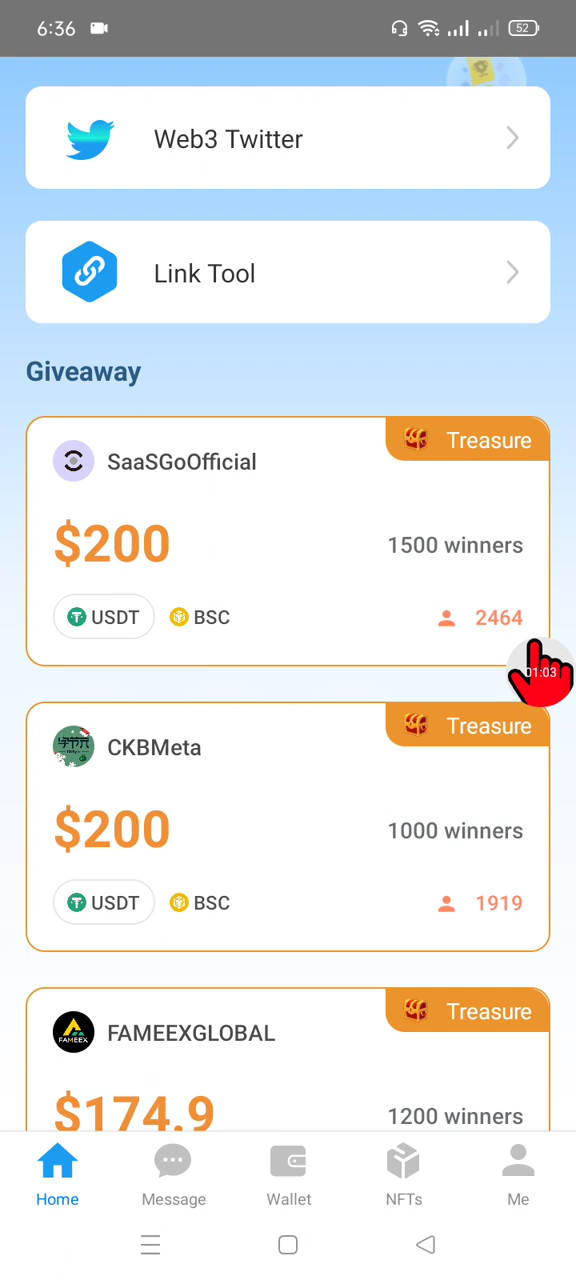 6:36
52
Web3 Twitter
Link Tool
Giveaway
Treasure
SaaSGoOfficial
$200
1500 winners
USDT
BSC
2464
01:03
Treasure
CKBMeta
$200
1000 winners
USDT
BSC
1919
Treasure
FAMEEX
FAMEEXGLOBAL
$174.9
1200 winners
Home
Message
Wallet
NFTs
Me